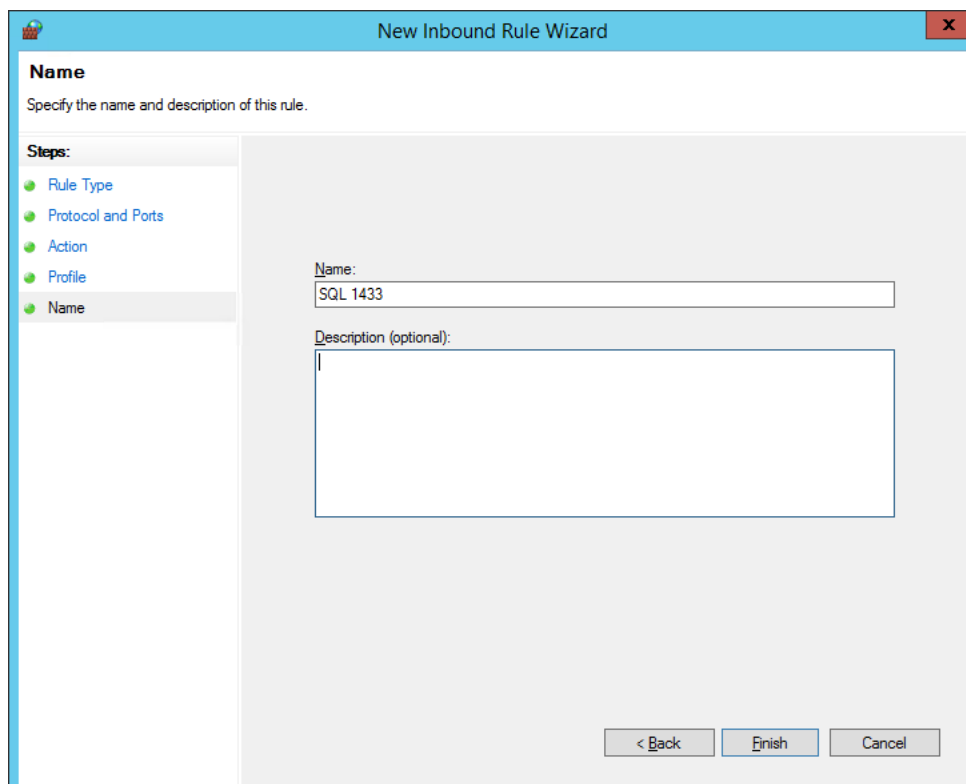 New Inbound Rule Wizard
x
Name
Specify the name and description of this rule.
Steps:
Rule Type
Protocol and Ports
Action
Profile
Name
Name:
SQL 1433
Description (optional):
< Back
Finish
Cancel